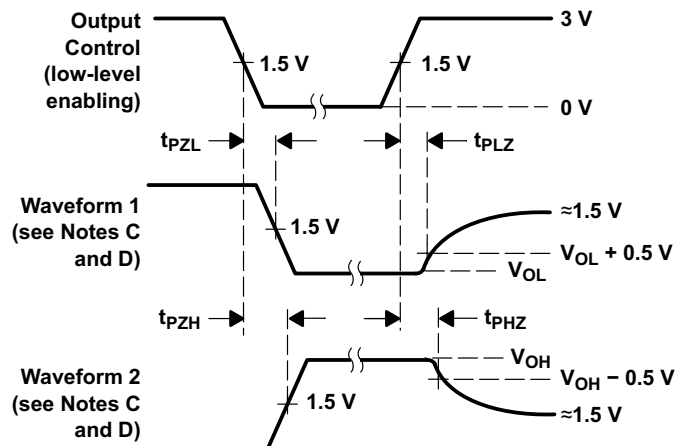 Output
Control
(low-level
enabling)
3 V
1.5 V
1.5 V
0 V
tPZL
tPLZ
Waveform 1
(see Notes C
and D)
1.5 V
≈1.5 V
VOL + 0.5 V
VOL
tPZH
tPHZ
Waveform 2
(see Notes C
and D)
1.5 V
VOH
VOH − 0.5 V
≈1.5 V